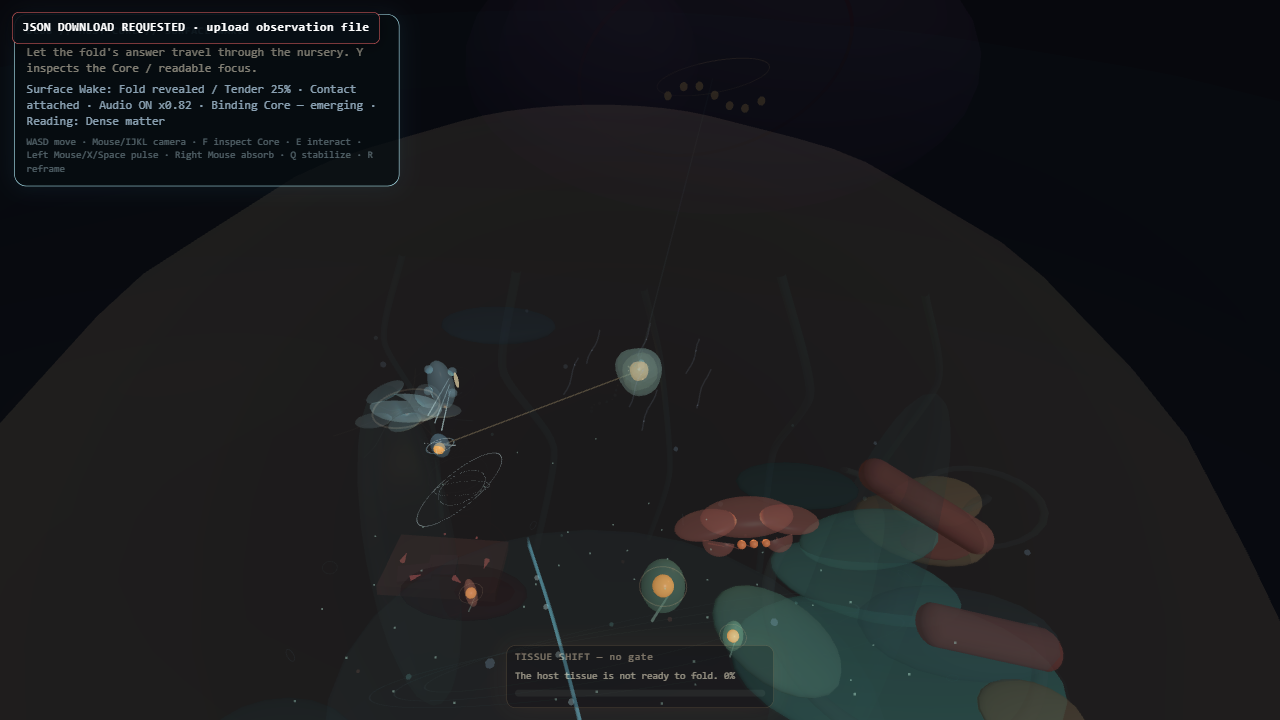 JSON DOWNLOAD REQUESTED · upload observation file
Let the fold's answer travel through the nursery. Y
inspects the Core / readable focus.
Surface Wake: Fold revealed / Tender 25% · Contact
attached · Audio ON x0.82 · Binding Core — emerging ·
Reading: Dense matter
WASD move · Mouse/IJKL camera · F inspect Core · E interact ·
Left Mouse/X/Space pulse · Right Mouse absorb · Q stabilize · R
reframe
TISSUE SHIFT — no gate
The host tissue is not ready to fold. 0%